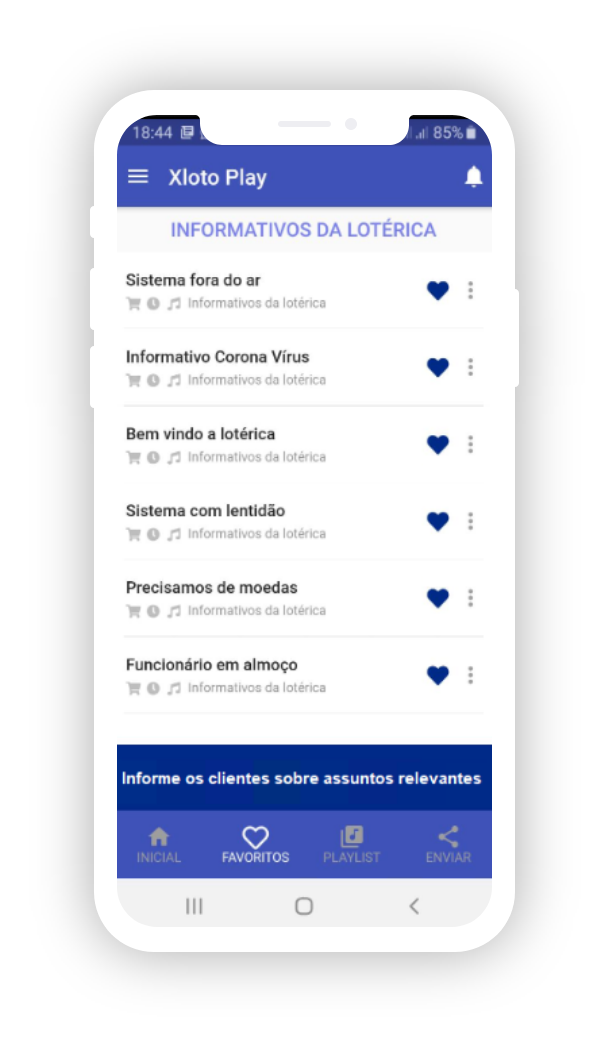 18:44 85%
Xloto Play
INFORMATIVOS DA LOTÉRICA
Sistema fora do ar
Informativos da lotérica
Informativo Corona Vírus
Informativos da lotérica
Bem vindo a lotérica
Informativos da lotérica
Sistema com lentidão
Informativos da lotérica
Precisamos de moedas
Informativos da lotérica
Funcionário em almoço
Informativos da lotérica
Informe os clientes sobre assuntos relevantes
INICIAL FAVORITOS PLAYLIST ENVIAR